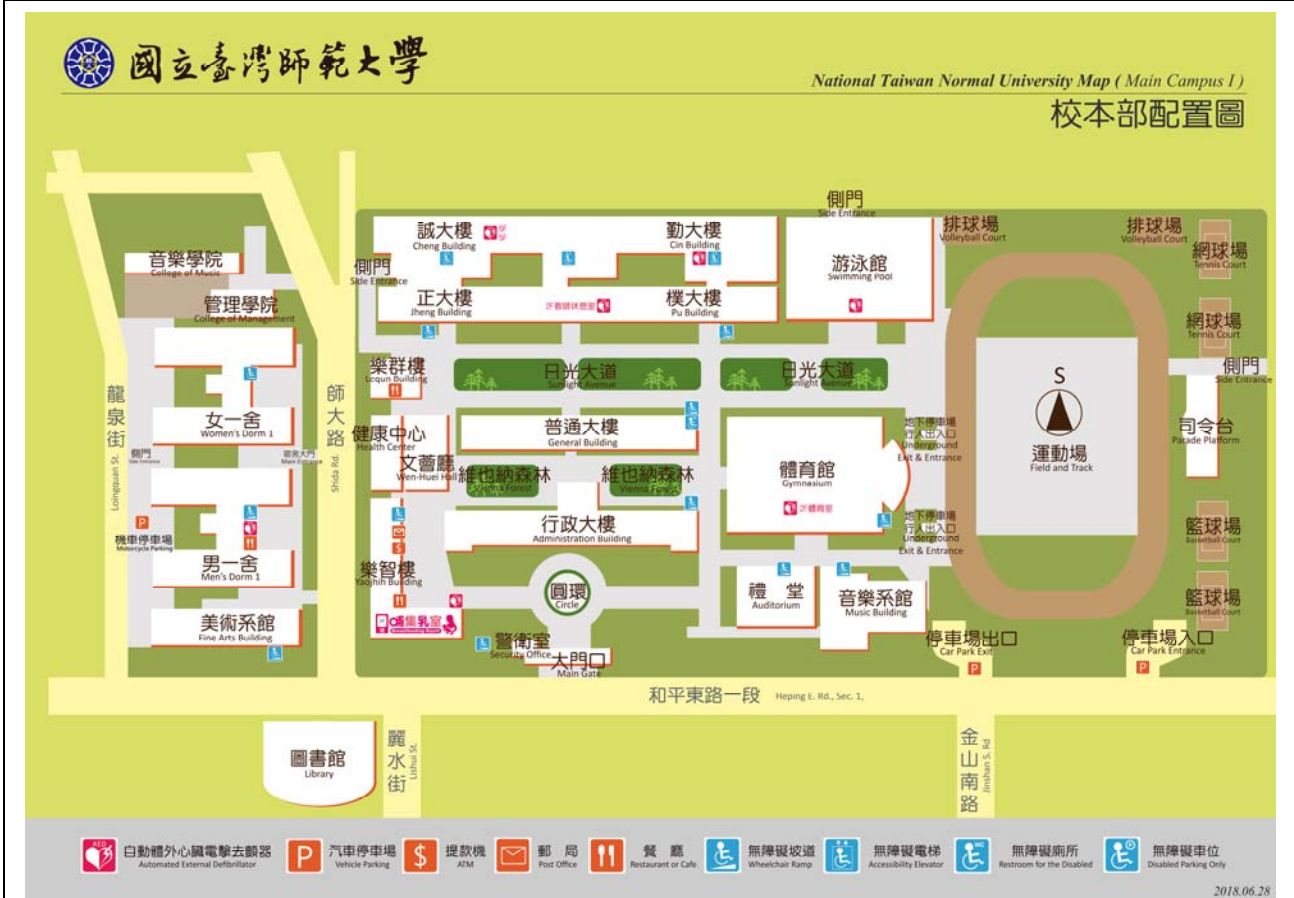 國立臺灣師範大學
National Taiwan Normal University Map ( Main Campus I )
校本部配置圖
側門
Side Entrance
音樂學院
College of Music
管理學院
College of Management
誠大樓
Cheng Building
勤大樓
Cin Building
游泳館
Swimming Pool
排球場
Volleyball Court
排球場
Volleyball Court
網球場
Tennis Court
側門
Side Entrance
正大樓
Jheng Building
2F教師休息室
樸大樓
Pu Building
網球場
Tennis Court
樂群樓
Lequn Building
日光大道
Sunlight Avenue
日光大道
Sunlight Avenue
S
側門
Side Entrance
龍泉街
Loingquan St.
師大路
Shida Rd.
女一舍
Women's Dorm 1
健康中心
Health Center
普通大樓
General Building
地下停車場
行人出入口
Underground
Exit & Entrance
運動場
Field and Track
司令台
Parade Platform
側門
Side Entrance
宿舍大門
Main Entrance
文薈廳
Wen-Huei Hall
維也納森林
Vienna Forest
維也納森林
Vienna Forest
體育館
Gymnasium
2F體育室
機車停車場
Motorcycle Parking
行政大樓
Administration Building
地下停車場
行人出入口
Underground
Exit & Entrance
籃球場
Basketball Court
男一舍
Men's Dorm 1
樂智樓
Yaojhih Building
圓環
Circle
禮 堂
Auditorium
音樂系館
Music Building
籃球場
Basketball Court
美術系館
Fine Arts Building
哺集乳室
Breastfeeding Room
警衛室
Security Office
大門口
Main Gate
停車場出口
Car Park Exit
P
停車場入口
Car Park Entrance
P
和平東路一段 Heping E. Rd., Sec. 1,
圖書館
Library
麗水街
Lishui St.
金山南路
Jinshan S. Rd
AED
自動體外心臟電擊去顫器
Automated External Defibrillator
P
汽車停車場
Vehicle Parking
$
提款機
ATM
郵 局
Post Office
餐 廳
Restaurant or Cafe
無障礙坡道
Wheelchair Ramp
無障礙電梯
Accessibility Elevator
WC
無障礙廁所
Restroom for the Disabled
P
無障礙車位
Disabled Parking Only
2018.06.28